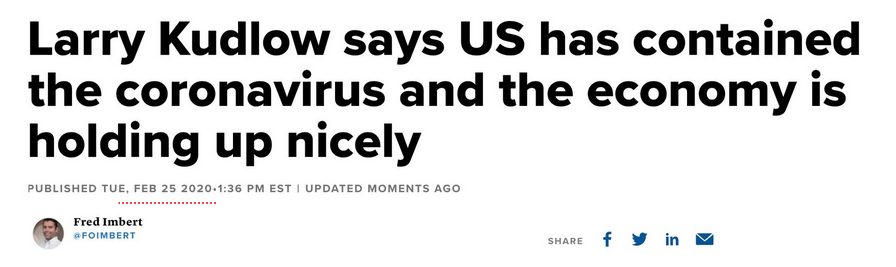 Larry Kudlow says US has contained
the coronavirus and the economy is
holding up nicely
PUBLISHED TUE, FEB 25 2020•1:36 PM EST | UPDATED MOMENTS AGO
Fred Imbert
@FOIMBERT
SHARE